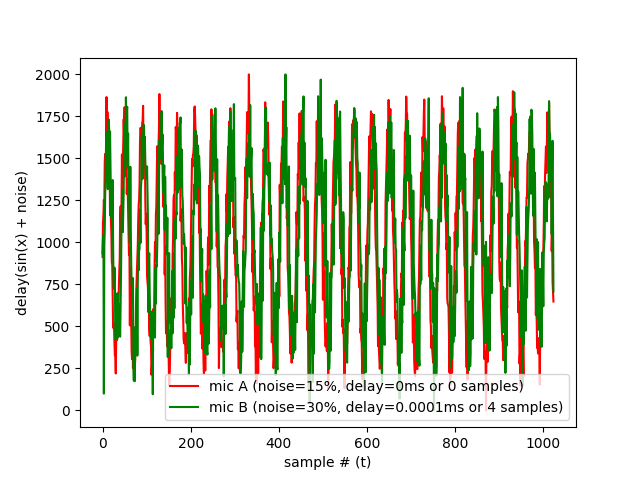 2000
1750
1500
1250
1000
750
500
250
0
delay(sin(x) + noise)
mic A (noise=15%, delay=0ms or 0 samples)
mic B (noise=30%, delay=0.0001ms or 4 samples)
0 200 400 600 800 1000
sample # (t)